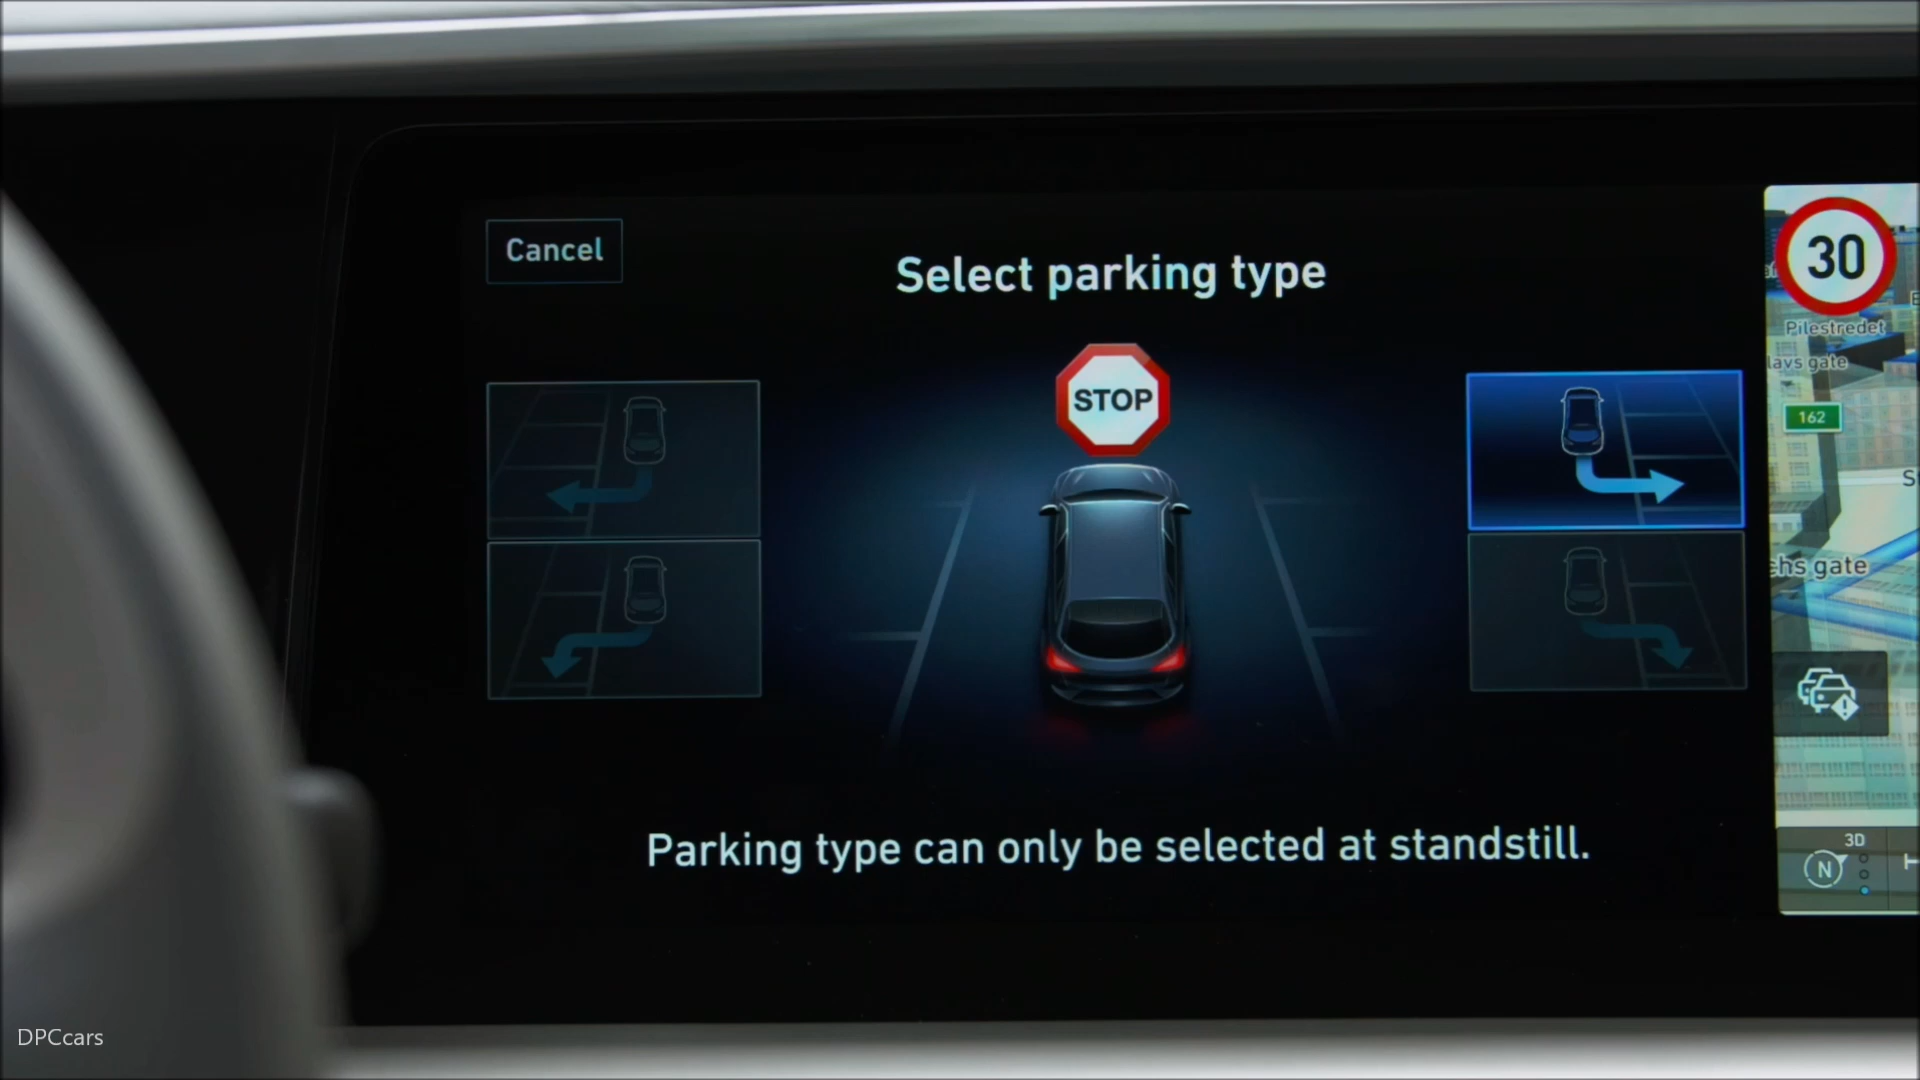 Cancel
Select parking type
STOP
30
Pilestredet
lavs gate
162
chs gate
Parking type can only be selected at standstill.
3D
N
DPCcars